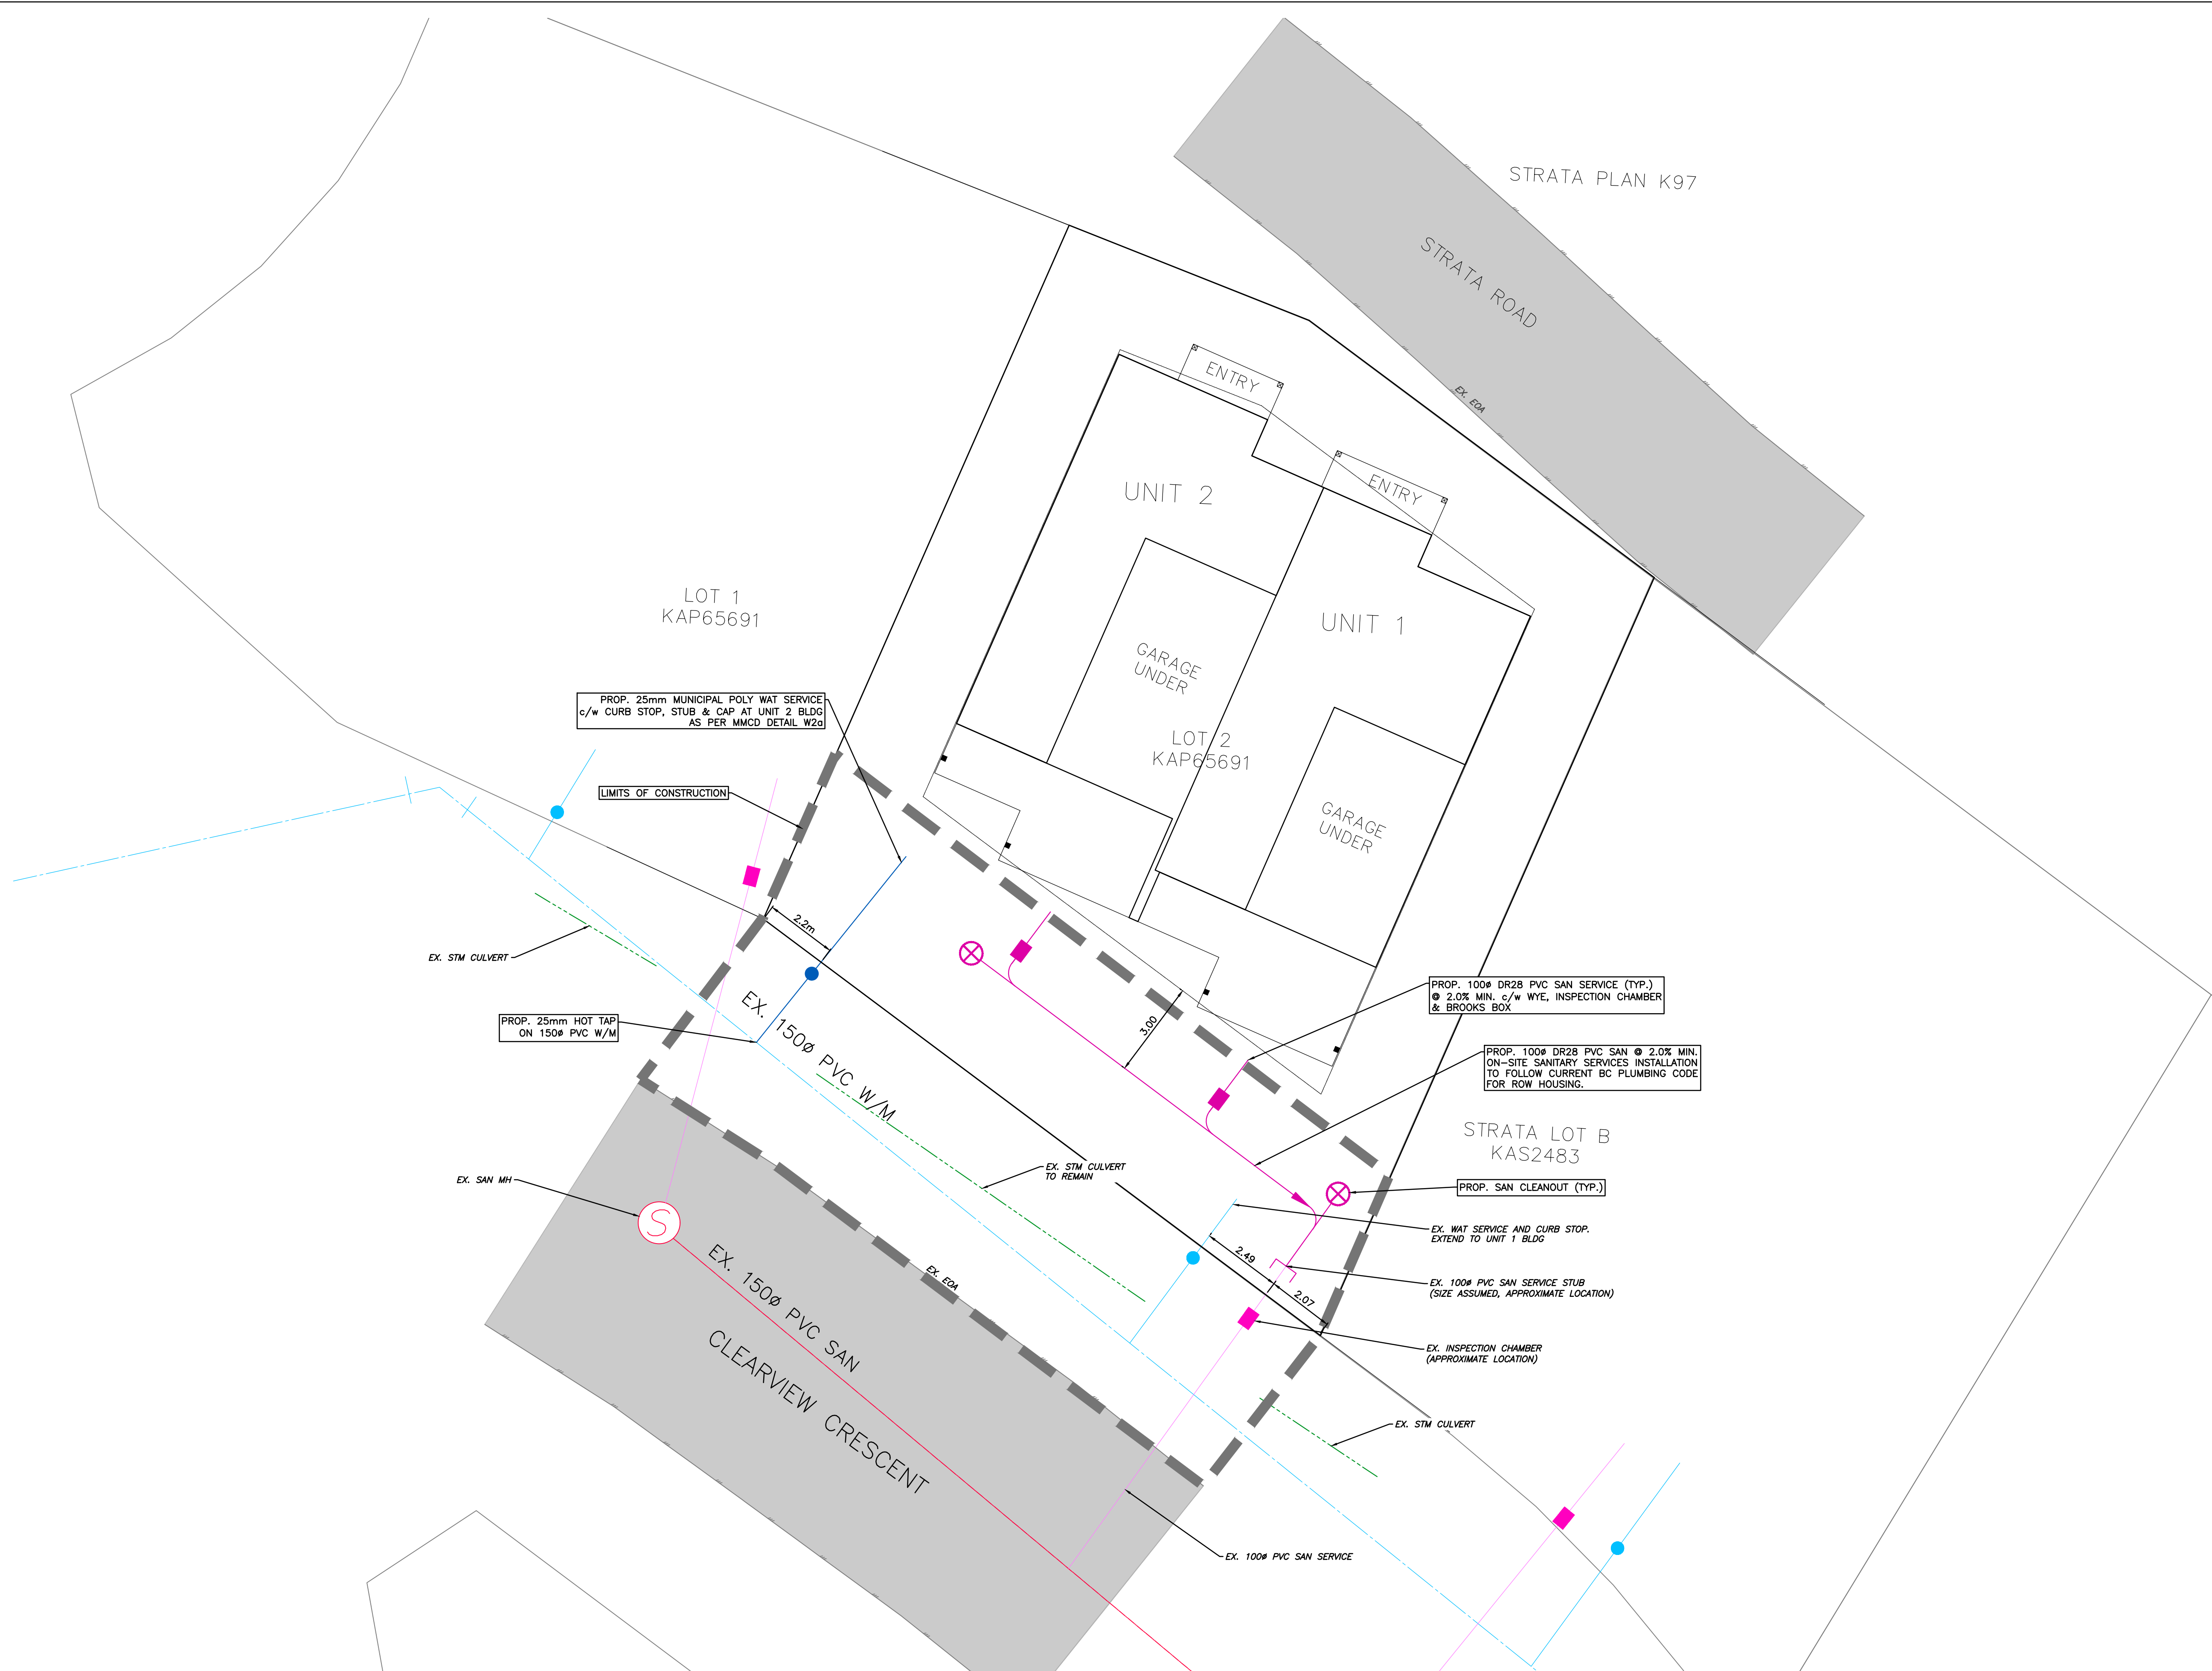 STRATA PLAN K97
STRATA ROAD
EX. EOA
ENTRY
ENTRY
UNIT 2
UNIT 1
LOT 1
KAP65691
GARAGE
UNDER
LOT 2
KAP65691
GARAGE
UNDER
PROP. 25mm MUNICIPAL POLY WAT SERVICE
c/w CURB STOP, STUB & CAP AT UNIT 2 BLDG
AS PER MMCD DETAIL W2a
LIMITS OF CONSTRUCTION
2.2m
EX. STM CULVERT
PROP. 25mm HOT TAP
ON 150ø PVC W/M
EX. 150ø PVC W/M
3.00
PROP. 100ø DR28 PVC SAN SERVICE (TYP.)
@ 2.0% MIN. c/w WYE, INSPECTION CHAMBER
& BROOKS BOX
PROP. 100ø DR28 PVC SAN @ 2.0% MIN.
ON-SITE SANITARY SERVICES INSTALLATION
TO FOLLOW CURRENT BC PLUMBING CODE
FOR ROW HOUSING.
STRATA LOT B
KAS2483
EX. STM CULVERT
TO REMAIN
EX. SAN MH
S
PROP. SAN CLEANOUT (TYP.)
EX. WAT SERVICE AND CURB STOP.
EXTEND TO UNIT 1 BLDG
2.49
2.07
EX. 100ø PVC SAN SERVICE STUB
(SIZE ASSUMED, APPROXIMATE LOCATION)
EX. EOA
EX. 150ø PVC SAN
CLEARVIEW CRESCENT
EX. INSPECTION CHAMBER
(APPROXIMATE LOCATION)
EX. STM CULVERT
EX. 100ø PVC SAN SERVICE